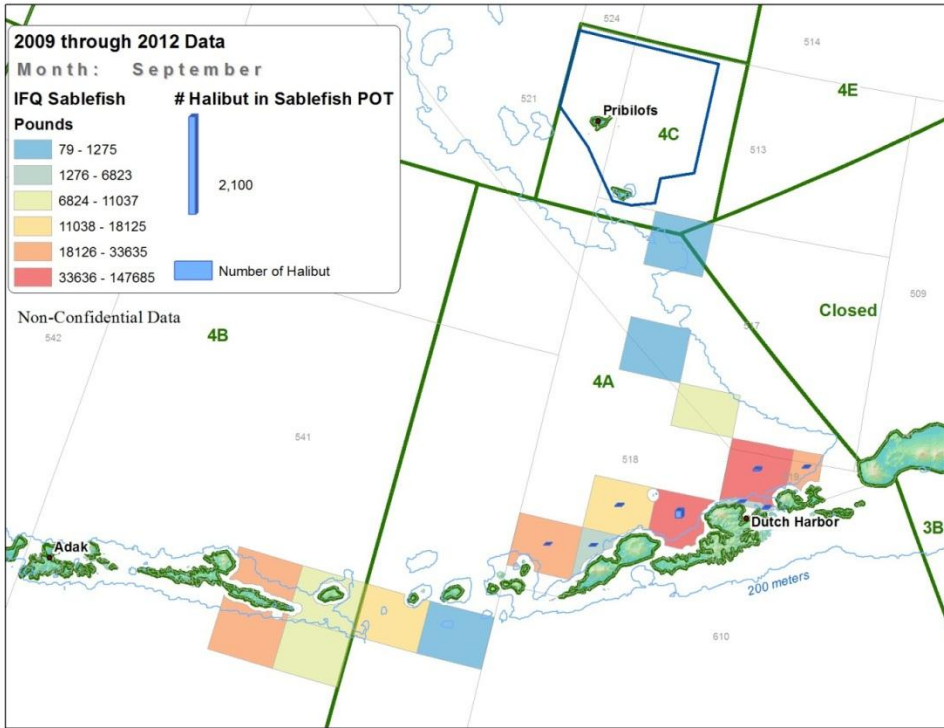 2009 through 2012 Data
Month: September
IFQ Sablefish
Pounds
79 - 1275
1276 - 6823
6824 - 11037
11038 - 18125
18126 - 33635
33636 - 147685
# Halibut in Sablefish POT
2,100
Number of Halibut
Non-Confidential Data
524
514
4E
521
Pribilofs
4C
513
509
Closed
517
542
4B
4A
541
518
519
Dutch Harbor
3B
Adak
200 meters
610